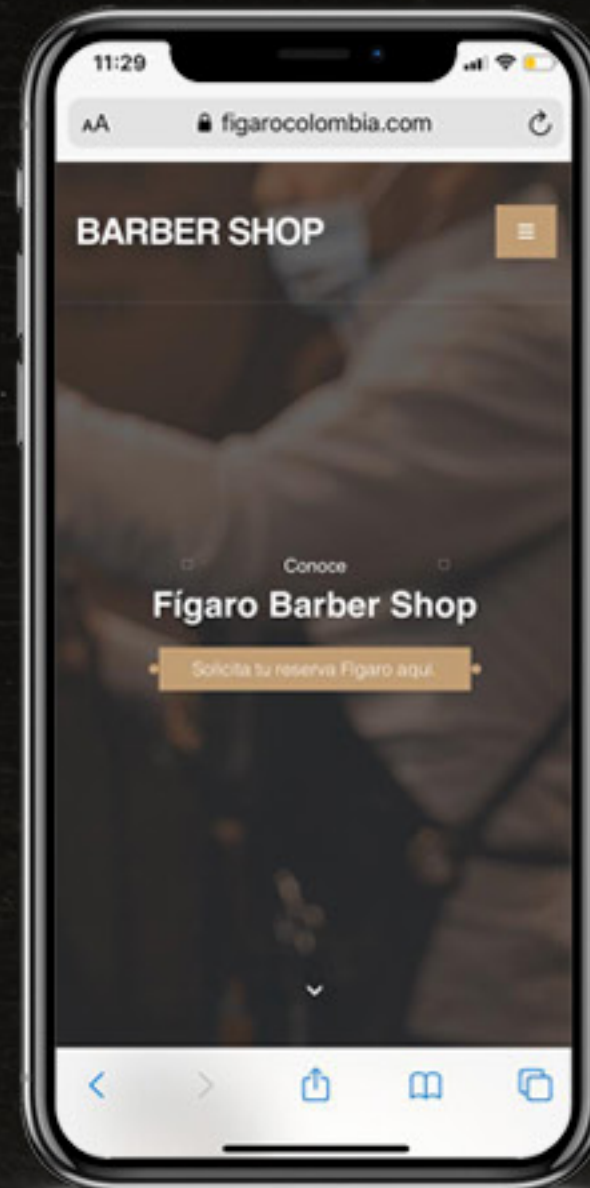 11:29
AA figarocolombia.com
BARBER SHOP
Conoce
Fígaro Barber Shop
Solicita tu reserva Figaro aquí.